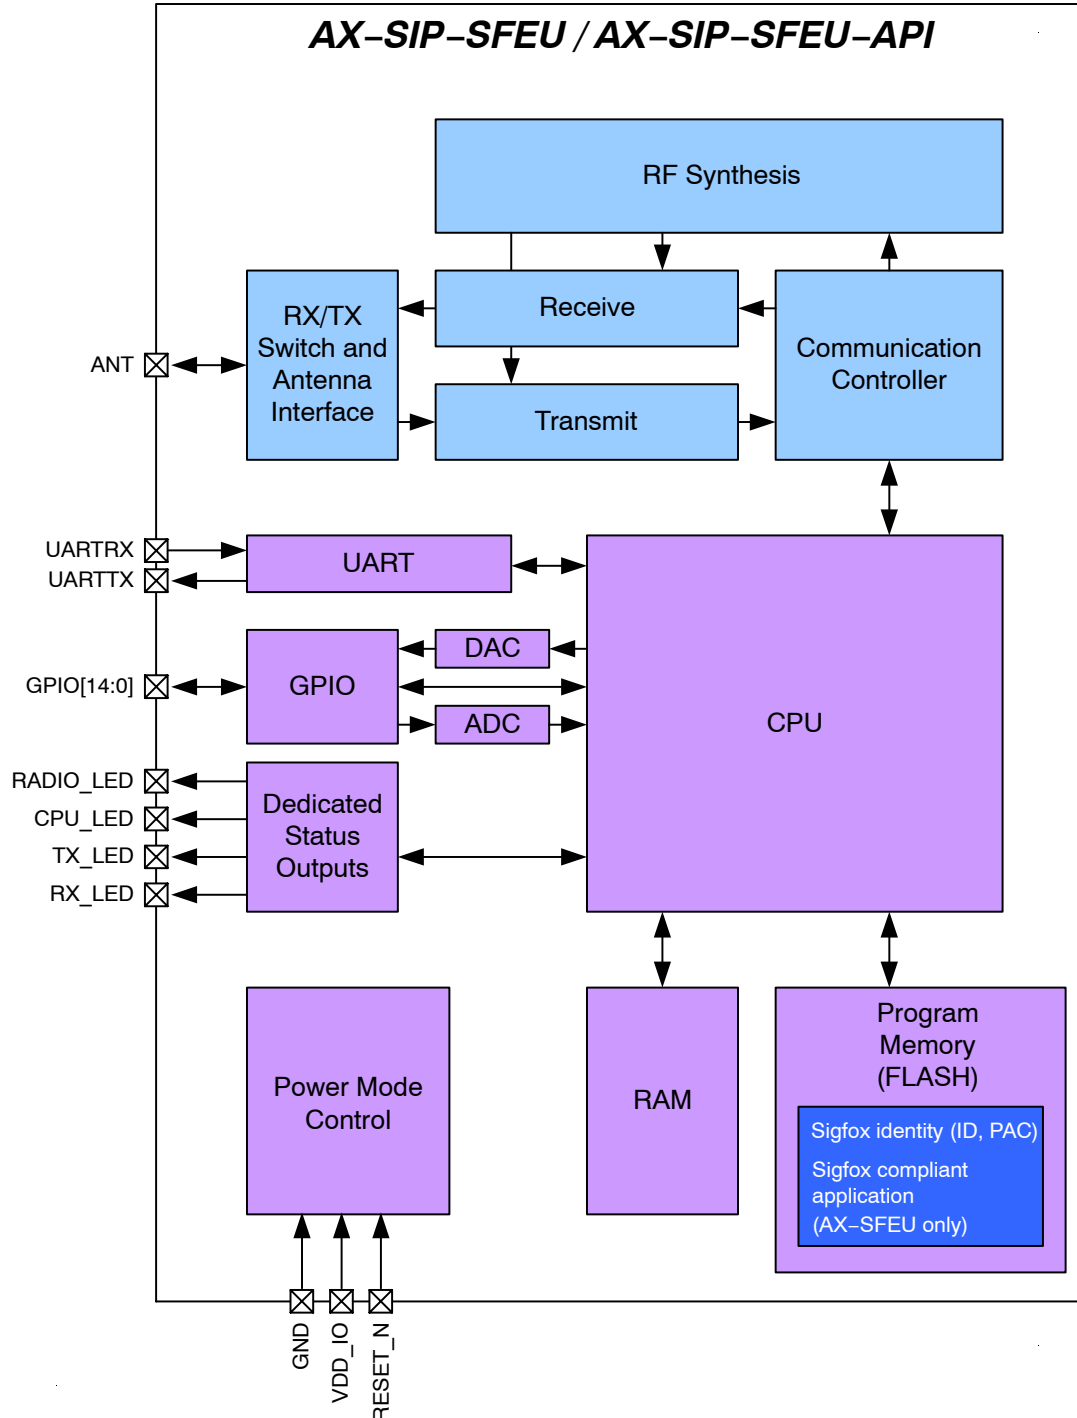 AX–SIP–SFEU / AX–SIP–SFEU–API
RF Synthesis
RX/TX
Switch and
Antenna
Interface
Receive
Transmit
Communication
Controller
ANT
UARTRX
UARTTX
UART
GPIO[14:0]
GPIO
DAC
ADC
CPU
RADIO_LED
CPU_LED
TX_LED
RX_LED
Dedicated
Status
Outputs
Power Mode
Control
RAM
Program
Memory
(FLASH)
Sigfox identity (ID, PAC)
Sigfox compliant
application
(AX–SFEU only)
GND
VDD_IO
RESET_N